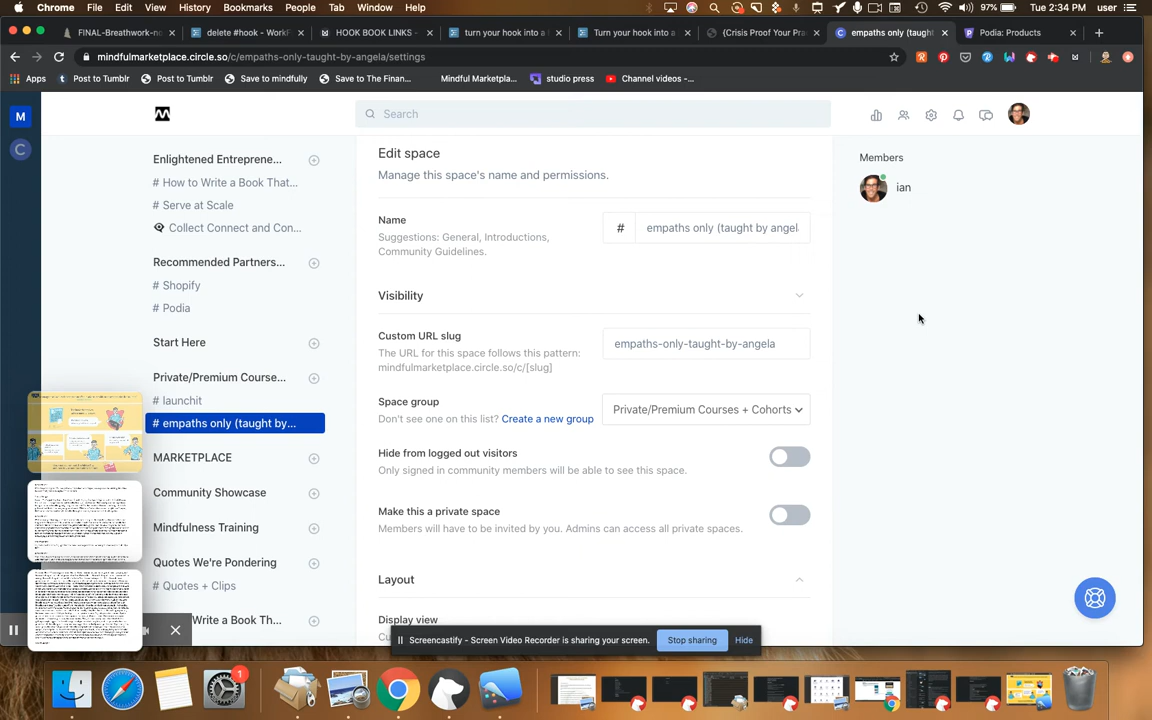 Chrome File Edit View History Bookmarks People Tab Window Help 97% Tue 2:34 PM user
FINAL-Breathwork-no
delete #hook - WorkF
HOOK BOOK LINKS -
turn your hook into a
Turn your hook into a
{Crisis Proof Your Pra
empaths only (taught
Podia: Products
mindfulmarketplace.circle.so/c/empaths-only-taught-by-angela/settings
Apps Post to Tumblr Post to Tumblr Save to mindfully Save to The Finan... Mindful Marketpla... studio press Channel videos -...
M
C
Search
Enlightened Entreprene...
# How to Write a Book That...
# Serve at Scale
Collect Connect and Con...
Recommended Partners...
# Shopify
# Podia
Start Here
Private/Premium Course...
# launchit
# empaths only (taught by...
MARKETPLACE
Community Showcase
Mindfulness Training
Quotes We're Pondering
# Quotes + Clips
Write a Book Th...
Edit space
Manage this space's name and permissions.
Name
Suggestions: General, Introductions,
Community Guidelines.
# empaths only (taught by angel
Visibility
Custom URL slug
The URL for this space follows this pattern:
mindfulmarketplace.circle.so/c/[slug]
empaths-only-taught-by-angela
Space group
Don't see one on this list? Create a new group
Private/Premium Courses + Cohorts
Hide from logged out visitors
Only signed in community members will be able to see this space.
Make this a private space
Members will have to be invited by you. Admins can access all private spaces.
Layout
Display view
Members
ian
Screencastify - Screen Video Recorder is sharing your screen. Stop sharing Hide
1